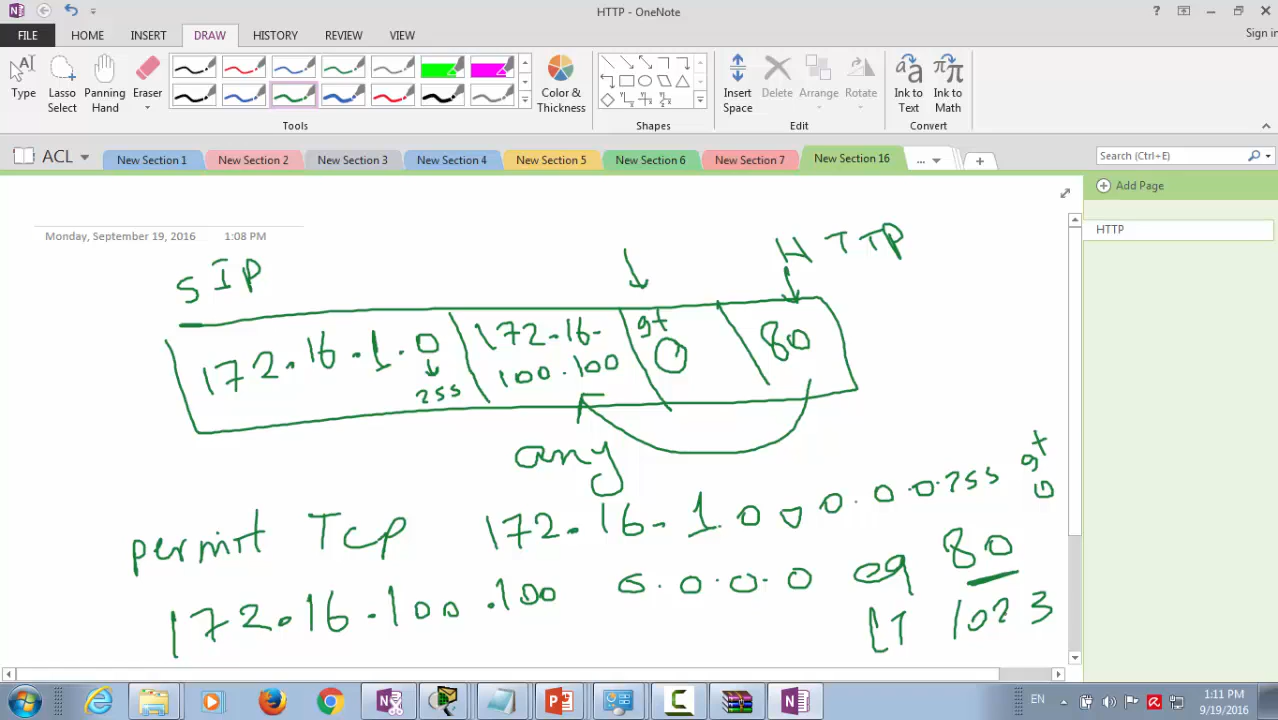 HTTP - OneNote
?
FILE HOME INSERT DRAW HISTORY REVIEW VIEW
Sign in
Type Lasso Select Panning Hand Eraser Color & Thickness Insert Space Delete Arrange Rotate Ink to Text Ink to Math
Tools Shapes Edit Convert
ACL New Section 1 New Section 2 New Section 3 New Section 4 New Section 5 New Section 6 New Section 7 New Section 16 ... Search (Ctrl+E)
Add Page
HTTP
Monday, September 19, 2016 1:08 PM
HTTP
SIP
172.16.1.0 172.16- gt 80
255 100.100 0
any
gt
permit TCP 172.16.1.0 0.0.0.255 0
172.16.100.100 0.0.0.0 eq 80
LT 1023
EN 1:11 PM
9/19/2016